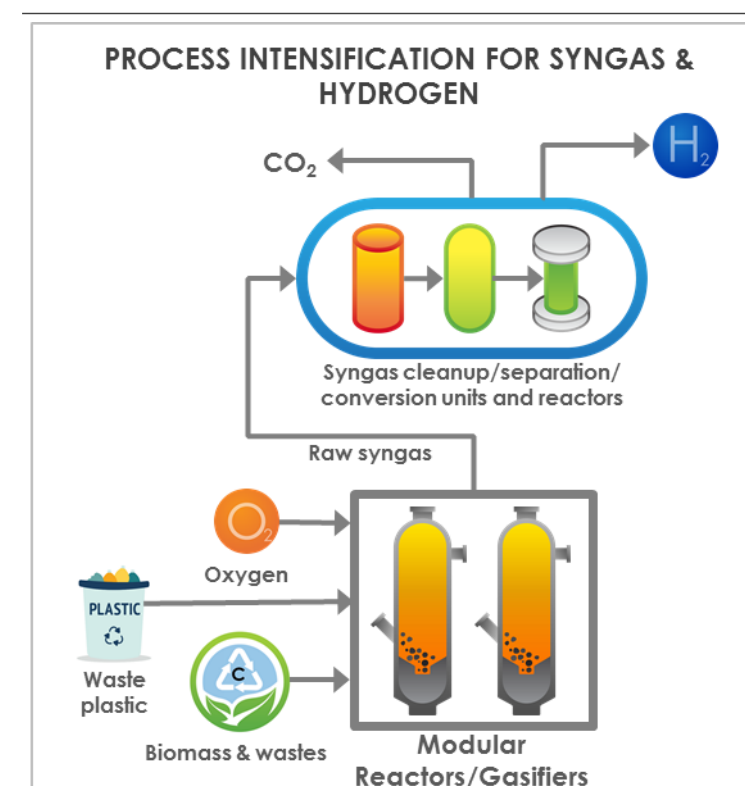 PROCESS INTENSIFICATION FOR SYNGAS &
HYDROGEN
H₂
CO₂
Syngas cleanup/separation/
conversion units and reactors
Raw syngas
O₂
Oxygen
PLASTIC
Waste
plastic
C
Biomass & wastes
Modular
Reactors/Gasifiers